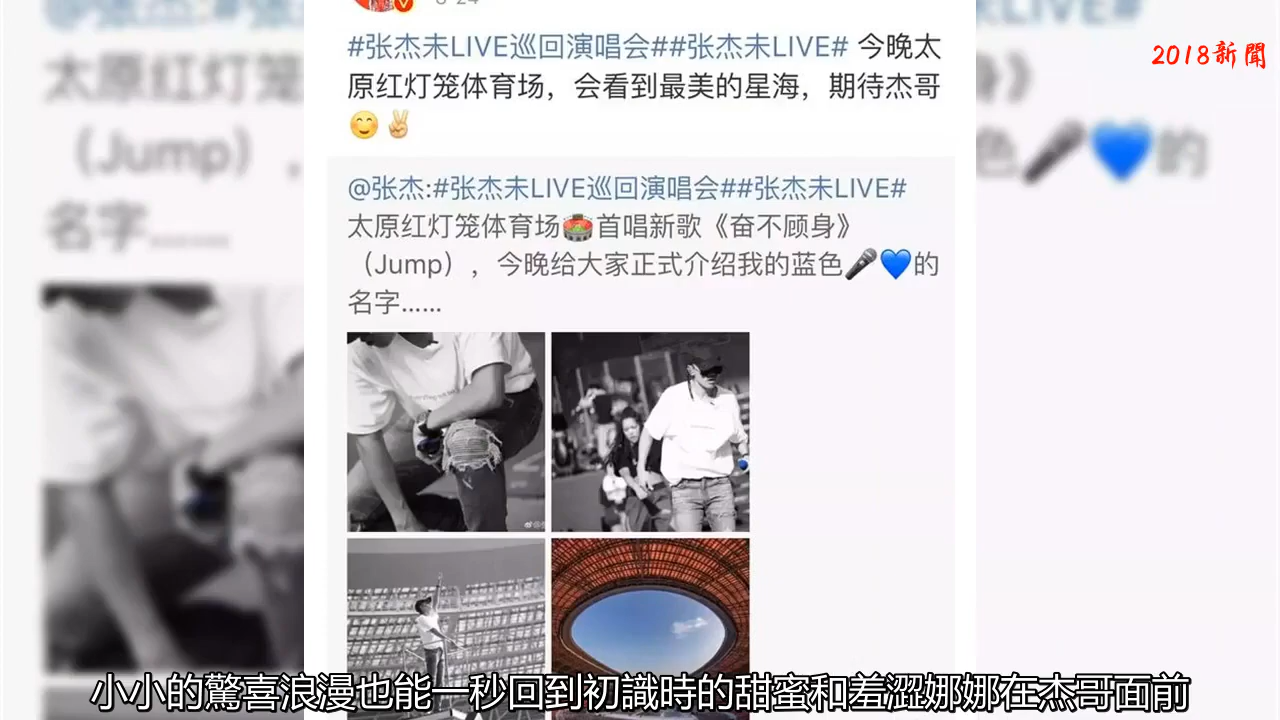 2018新聞
#张杰未LIVE巡回演唱会##张杰未LIVE# 今晚太
原红灯笼体育场，会看到最美的星海，期待杰哥
😊✌
@张杰:#张杰未LIVE巡回演唱会##张杰未LIVE#
太原红灯笼体育场🏟首唱新歌《奋不顾身》
（Jump），今晚给大家正式介绍我的蓝色🎤💙的
名字......
小小的驚喜浪漫也能一秒回到初識時的甜蜜和羞澀娜娜在杰哥面前